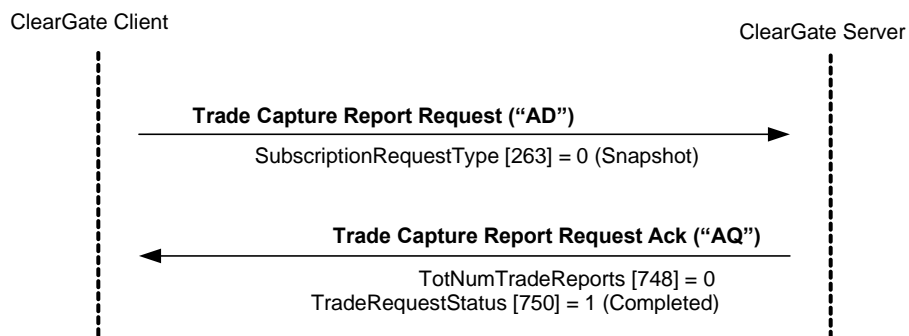 ClearGate Client
ClearGate Server
Trade Capture Report Request (“AD”)
SubscriptionRequestType [263] = 0 (Snapshot)
Trade Capture Report Request Ack (“AQ”)
TotNumTradeReports [748] = 0
TradeRequestStatus [750] = 1 (Completed)